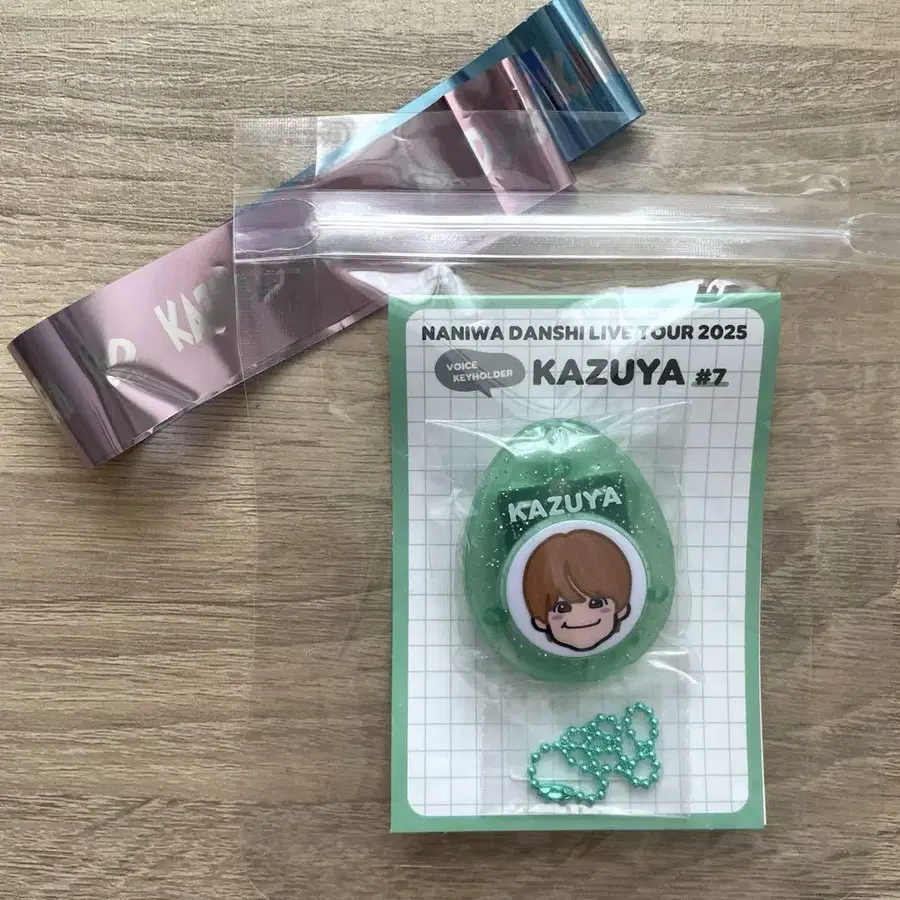 KAZ
NANIWA DANSHI LIVE TOUR 2025
VOICE
KEYHOLDER
KAZUYA #7
KAZUYA